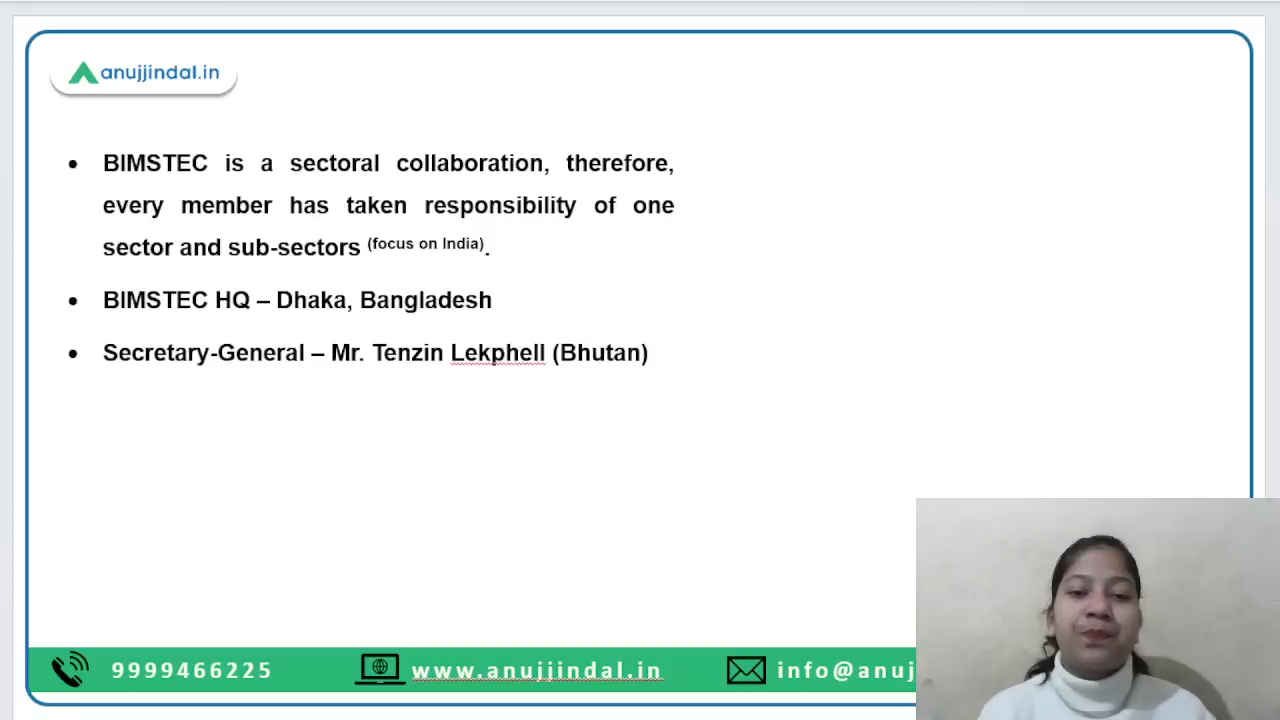 anujjindal.in
• BIMSTEC is a sectoral collaboration, therefore,
every member has taken responsibility of one
sector and sub-sectors (focus on India).
• BIMSTEC HQ – Dhaka, Bangladesh
• Secretary-General – Mr. Tenzin Lekphell (Bhutan)
9999466225 www.anujjindal.in info@anuj